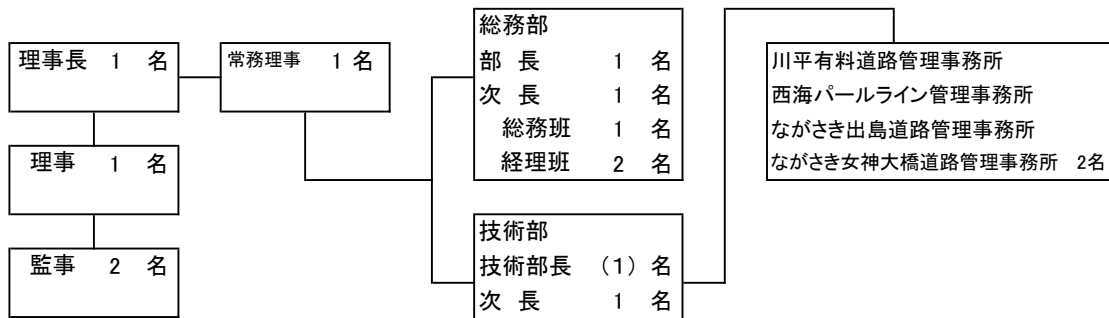 理事長 1 名
常務理事 1 名
理事 1 名
監事 2 名
総務部
部 長 1 名
次 長 1 名
総務班 1 名
経理班 2 名
技術部
技術部長 (1) 名
次 長 1 名
川平有料道路管理事務所
西海パールライン管理事務所
ながさき出島道路管理事務所
ながさき女神大橋道路管理事務所 2名